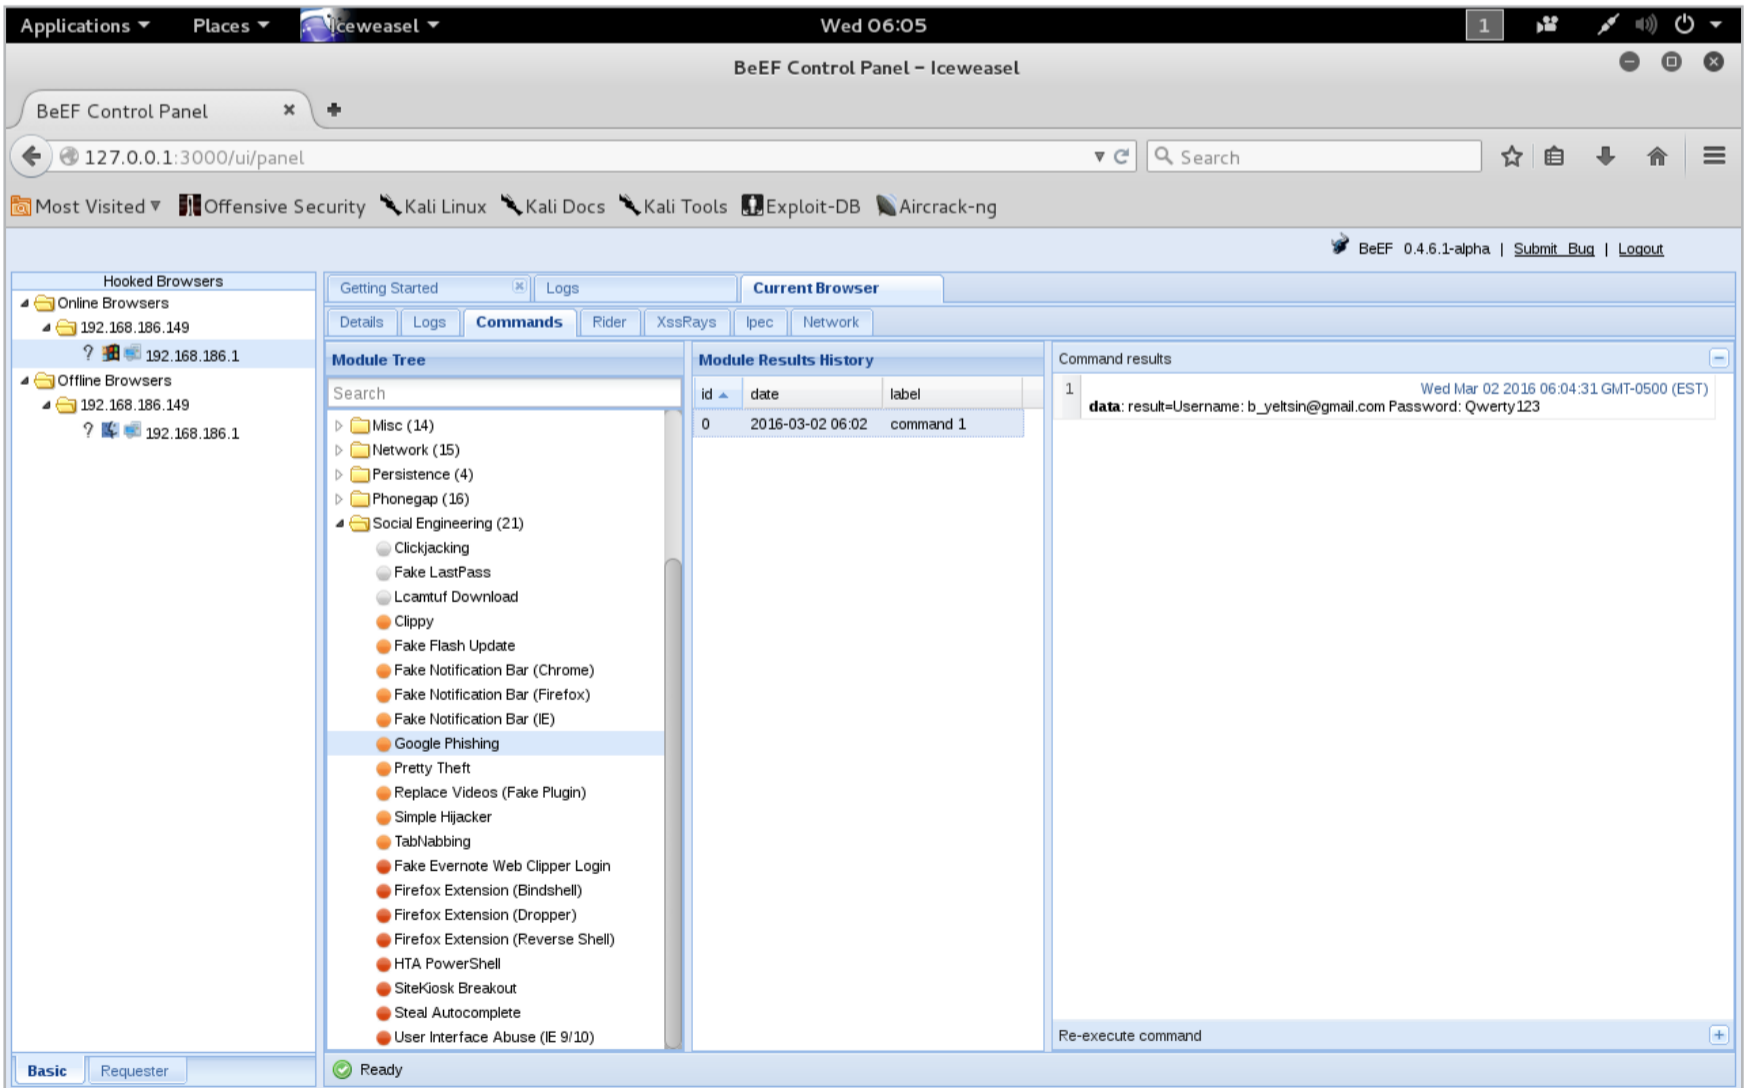 Applications Places Iceweasel Wed 06:05 1
BeEF Control Panel - Iceweasel
BeEF Control Panel
127.0.0.1:3000/ui/panel Search
Most Visited Offensive Security Kali Linux Kali Docs Kali Tools Exploit-DB Aircrack-ng
BeEF 0.4.6.1-alpha | Submit Bug | Logout
Hooked Browsers
Online Browsers
192.168.186.149
? 192.168.186.1
Offline Browsers
192.168.186.149
? 192.168.186.1
Basic Requester
Getting Started Logs Current Browser
Details Logs Commands Rider XssRays Ipec Network
Module Tree
Search
Misc (14)
Network (15)
Persistence (4)
Phonegap (16)
Social Engineering (21)
Clickjacking
Fake LastPass
Lcamtuf Download
Clippy
Fake Flash Update
Fake Notification Bar (Chrome)
Fake Notification Bar (Firefox)
Fake Notification Bar (IE)
Google Phishing
Pretty Theft
Replace Videos (Fake Plugin)
Simple Hijacker
TabNabbing
Fake Evernote Web Clipper Login
Firefox Extension (Bindshell)
Firefox Extension (Dropper)
Firefox Extension (Reverse Shell)
HTA PowerShell
SiteKiosk Breakout
Steal Autocomplete
User Interface Abuse (IE 9/10)
Module Results History
id date label
0 2016-03-02 06:02 command 1
Command results
1 Wed Mar 02 2016 06:04:31 GMT-0500 (EST)
data: result=Username: b_yeltsin@gmail.com Password: Qwerty123
Re-execute command
Ready